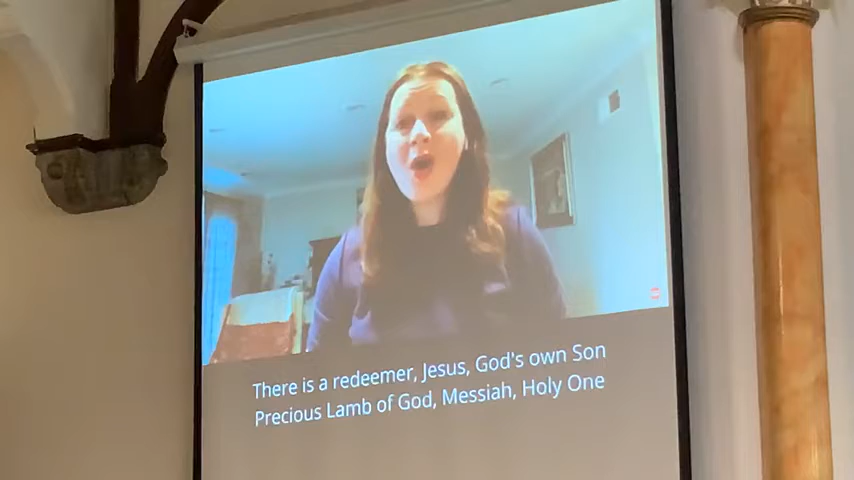 There is a redeemer, Jesus, God's own Son
Precious Lamb of God, Messiah, Holy One